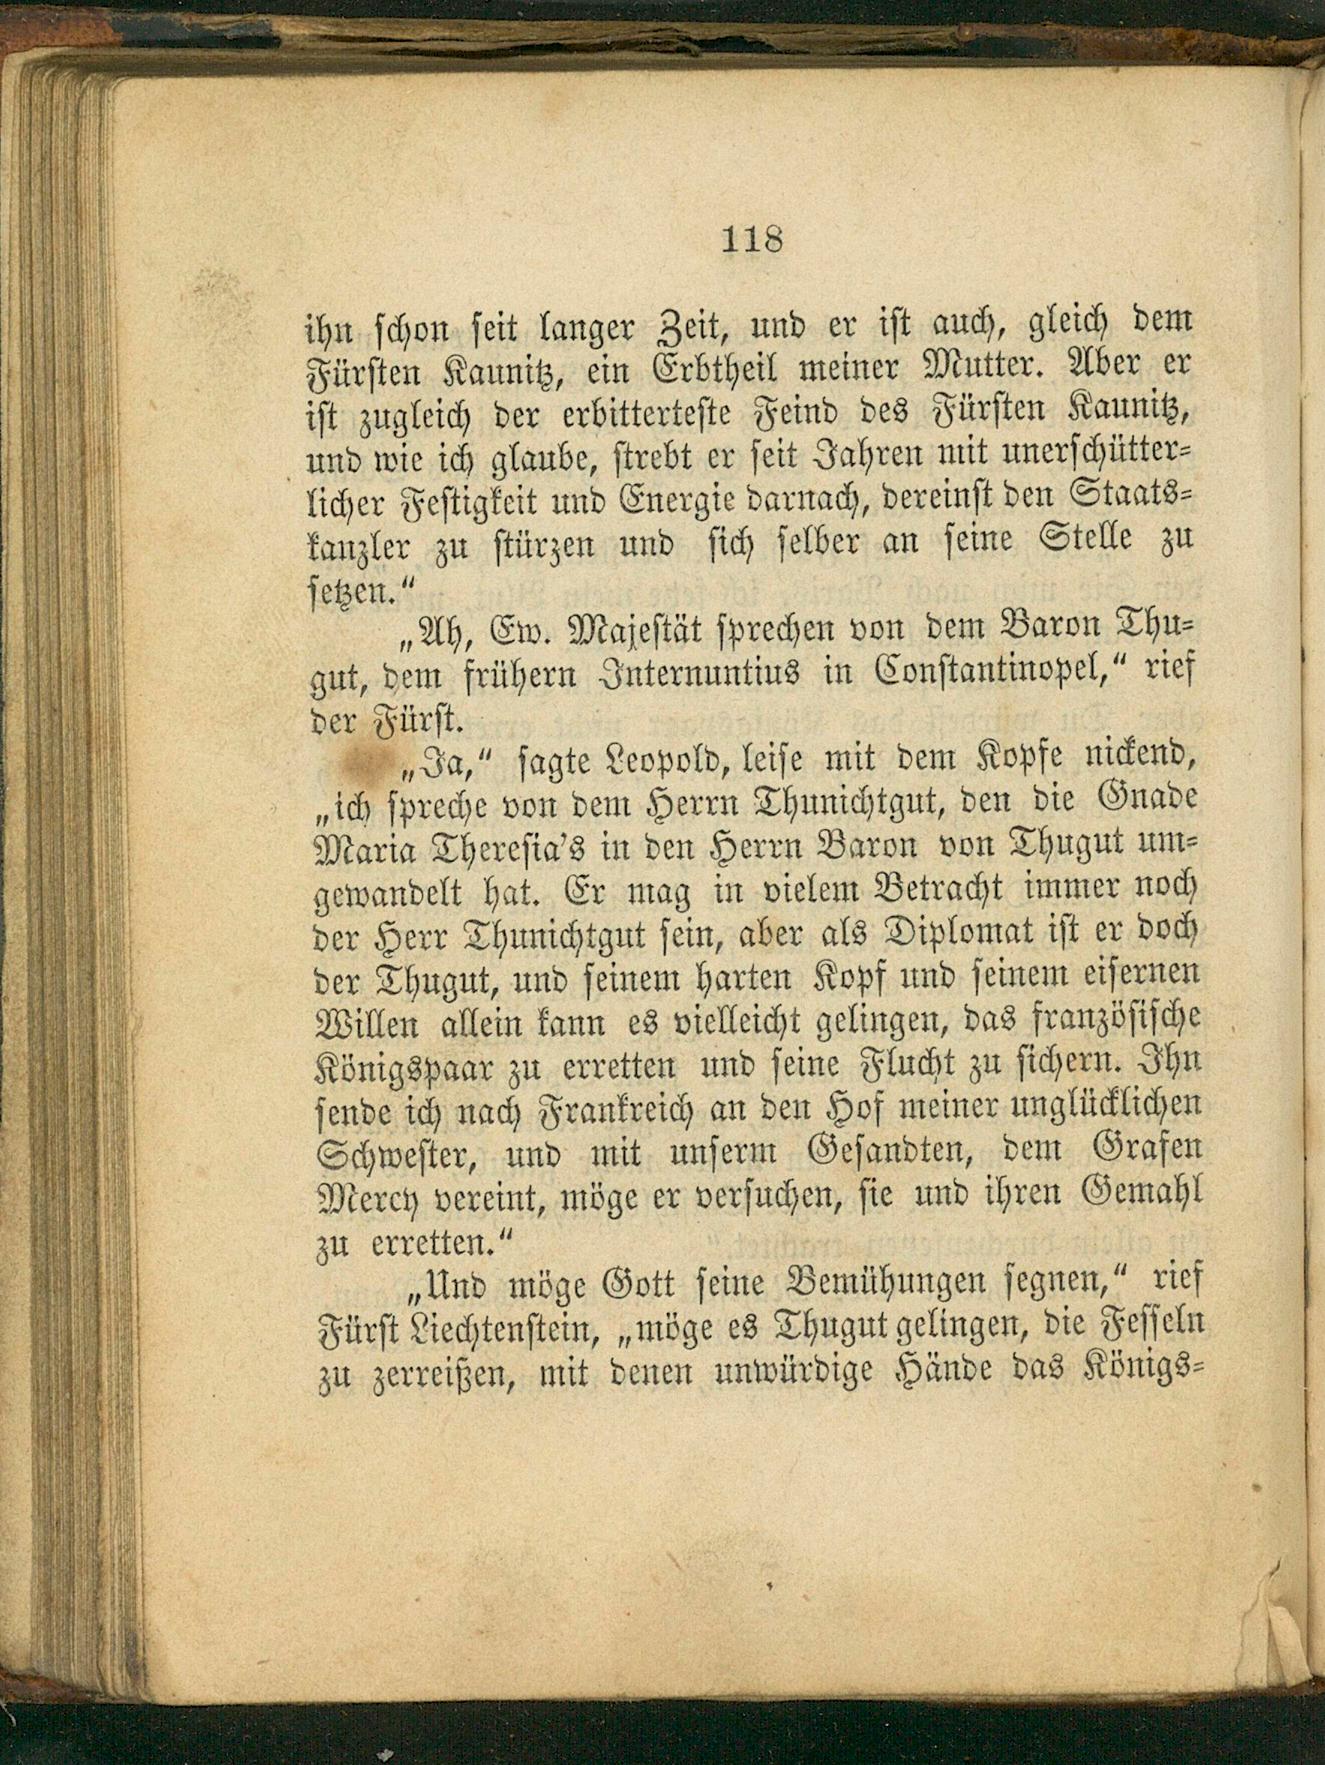 118
ihn schon seit langer Zeit, und er ist auch, gleich dem
Fürsten Kaunitz, ein Erbtheil meiner Mutter. Aber er
ist zugleich der erbitterteste Feind des Fürsten Kaunitz,
und wie ich glaube, strebt er seit Jahren mit unerschütter-
licher Festigkeit und Energie darnach, dereinst den Staats-
kanzler zu stürzen und sich selber an seine Stelle zu
setzen.“
„Ah, Ew. Majestät sprechen von dem Baron Thu-
gut, dem frühern Internuntius in Constantinopel,“ rief
der Fürst.
„Ja,“ sagte Leopold, leise mit dem Kopfe nickend,
„ich spreche von dem Herrn Thunichtgut, den die Gnade
Maria Theresia's in den Herrn Baron von Thugut um-
gewandelt hat. Er mag in vielem Betracht immer noch
der Herr Thunichtgut sein, aber als Diplomat ist er doch
der Thugut, und seinem harten Kopf und seinem eisernen
Willen allein kann es vielleicht gelingen, das französische
Königspaar zu erretten und seine Flucht zu sichern. Ihn
sende ich nach Frankreich an den Hof meiner unglücklichen
Schwester, und mit unserm Gesandten, dem Grafen
Mercy vereint, möge er versuchen, sie und ihren Gemahl
zu erretten.“
„Und möge Gott seine Bemühungen segnen,“ rief
Fürst Liechtenstein, „möge es Thugut gelingen, die Fesseln
zu zerreißen, mit denen unwürdige Hände das Königs-